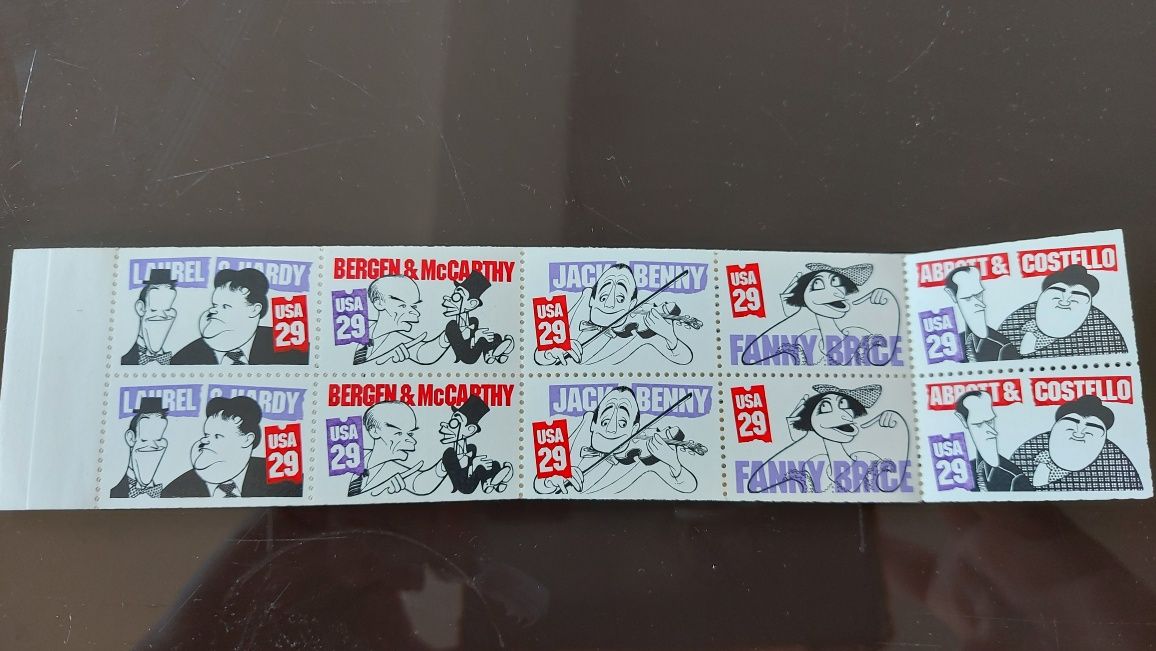 LAUREL & HARDY
USA
29
BERGEN & McCARTHY
USA
29
JACK BENNY
USA
29
USA
29
FANNY BRICE
ABBOTT & COSTELLO
USA
29
LAUREL & HARDY
USA
29
BERGEN & McCARTHY
USA
29
JACK BENNY
USA
29
USA
29
FANNY BRICE
ABBOTT & COSTELLO
USA
29